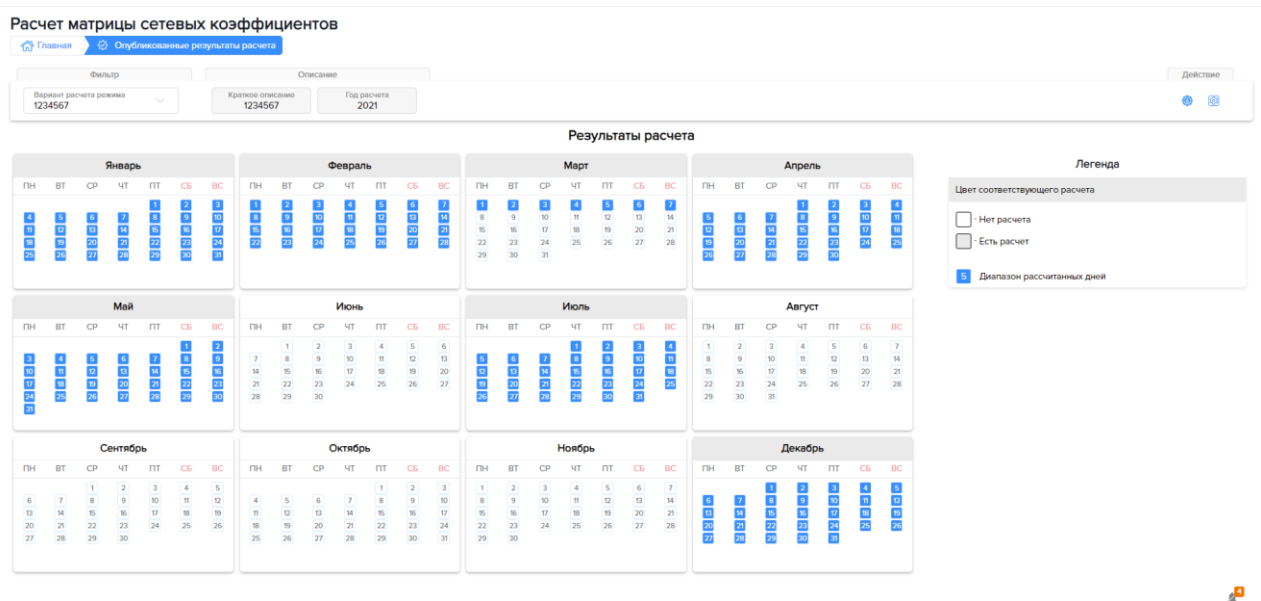 Расчет матрицы сетевых коэффициентов
Главная
Опубликованные результаты расчета
Фильтр
Описание
Действие
Вариант расчета режима
1234567
Краткое описание
1234567
Год расчета
2021
Результаты расчета
Январь
ПН ВТ СР ЧТ ПТ СБ ВС
1 2 3
4 5 6 7 8 9 10
11 12 13 14 15 16 17
18 19 20 21 22 23 24
25 26 27 28 29 30 31
Февраль
ПН ВТ СР ЧТ ПТ СБ ВС
1 2 3 4 5 6 7
8 9 10 11 12 13 14
15 16 17 18 19 20 21
22 23 24 25 26 27 28
Март
ПН ВТ СР ЧТ ПТ СБ ВС
1 2 3 4 5 6 7
8 9 10 11 12 13 14
15 16 17 18 19 20 21
22 23 24 25 26 27 28
29 30 31
Апрель
ПН ВТ СР ЧТ ПТ СБ ВС
1 2 3 4
5 6 7 8 9 10 11
12 13 14 15 16 17 18
19 20 21 22 23 24 25
26 27 28 29 30
Легенда
Цвет соответствующего расчета
- Нет расчета
- Есть расчет
5 Диапазон рассчитанных дней
Май
ПН ВТ СР ЧТ ПТ СБ ВС
1 2
3 4 5 6 7 8 9
10 11 12 13 14 15 16
17 18 19 20 21 22 23
24 25 26 27 28 29 30
31
Июнь
ПН ВТ СР ЧТ ПТ СБ ВС
1 2 3 4 5 6
7 8 9 10 11 12 13
14 15 16 17 18 19 20
21 22 23 24 25 26 27
28 29 30
Июль
ПН ВТ СР ЧТ ПТ СБ ВС
1 2 3 4
5 6 7 8 9 10 11
12 13 14 15 16 17 18
19 20 21 22 23 24 25
26 27 28 29 30 31
Август
ПН ВТ СР ЧТ ПТ СБ ВС
1 2 3 4 5 6 7
8 9 10 11 12 13 14
15 16 17 18 19 20 21
22 23 24 25 26 27 28
29 30 31
Сентябрь
ПН ВТ СР ЧТ ПТ СБ ВС
1 2 3 4 5
6 7 8 9 10 11 12
13 14 15 16 17 18 19
20 21 22 23 24 25 26
27 28 29 30
Октябрь
ПН ВТ СР ЧТ ПТ СБ ВС
1 2 3
4 5 6 7 8 9 10
11 12 13 14 15 16 17
18 19 20 21 22 23 24
25 26 27 28 29 30 31
Ноябрь
ПН ВТ СР ЧТ ПТ СБ ВС
1 2 3 4 5 6 7
8 9 10 11 12 13 14
15 16 17 18 19 20 21
22 23 24 25 26 27 28
29 30
Декабрь
ПН ВТ СР ЧТ ПТ СБ ВС
1 2 3 4 5
6 7 8 9 10 11 12
13 14 15 16 17 18 19
20 21 22 23 24 25 26
27 28 29 30 31
4